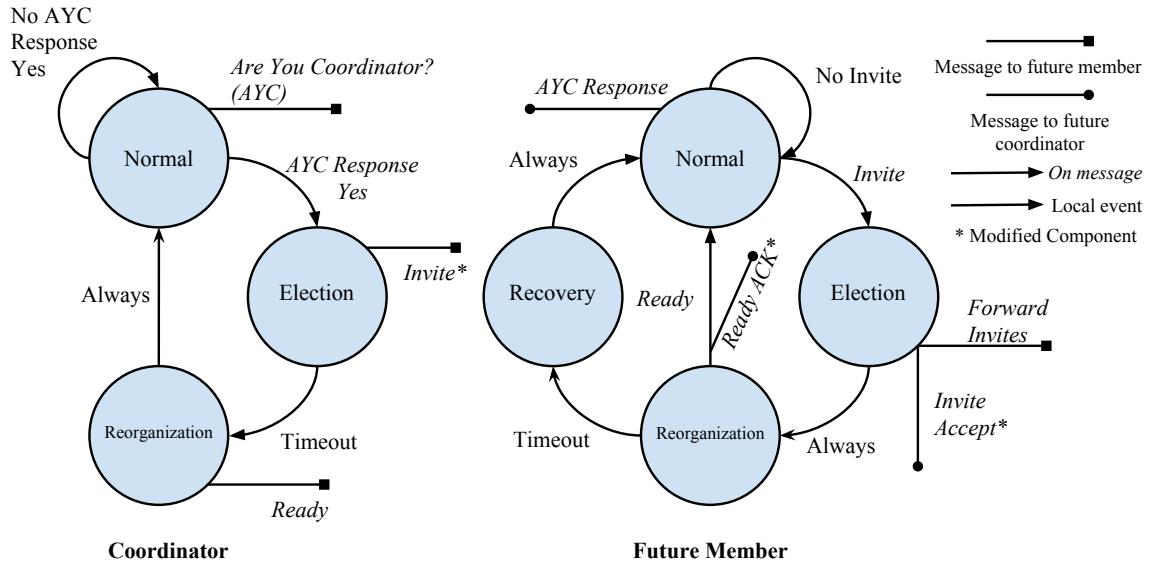 No AYC
Response
Yes
Are You Coordinator?
(AYC)
Normal
AYC Response
Yes
Election
Invite*
Always
Reorganization
Timeout
Ready
Coordinator
AYC Response
No Invite
Normal
Always
Invite
Recovery
Ready
Ready ACK*
Election
Forward
Invites
Invite
Accept*
Timeout
Reorganization
Always
Future Member
Message to future member
Message to future
coordinator
On message
Local event
* Modified Component